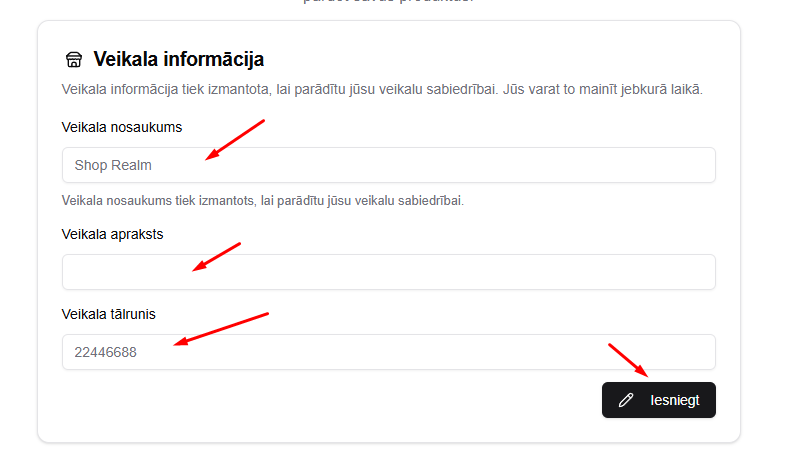 Veikala informācija
Veikala informācija tiek izmantota, lai parādītu jūsu veikalu sabiedrībai. Jūs varat to mainīt jebkurā laikā.
Veikala nosaukums
Shop Realm
Veikala nosaukums tiek izmantots, lai parādītu jūsu veikalu sabiedrībai.
Veikala apraksts
Veikala tālrunis
22446688
Iesniegt